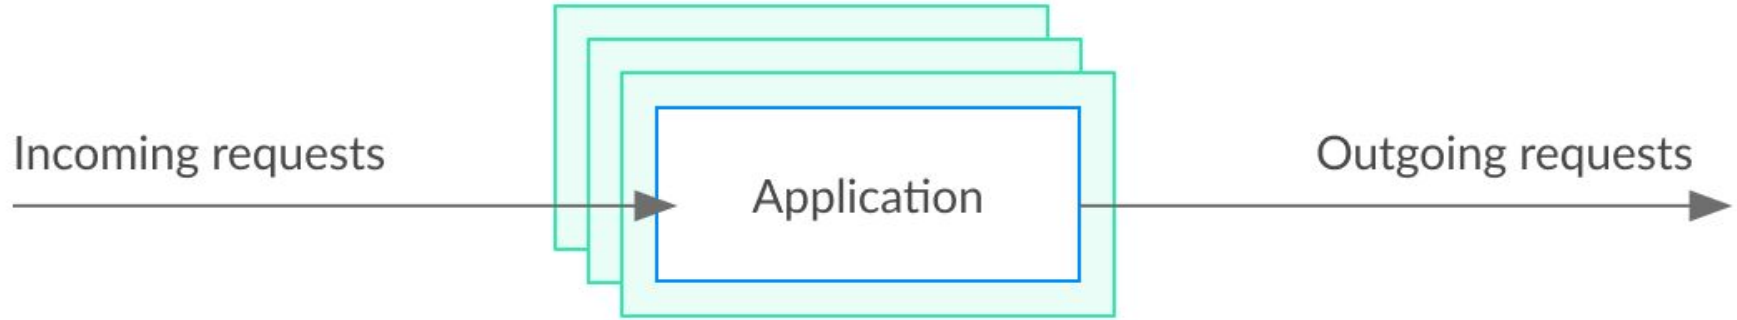 Incoming requests
Application
Outgoing requests